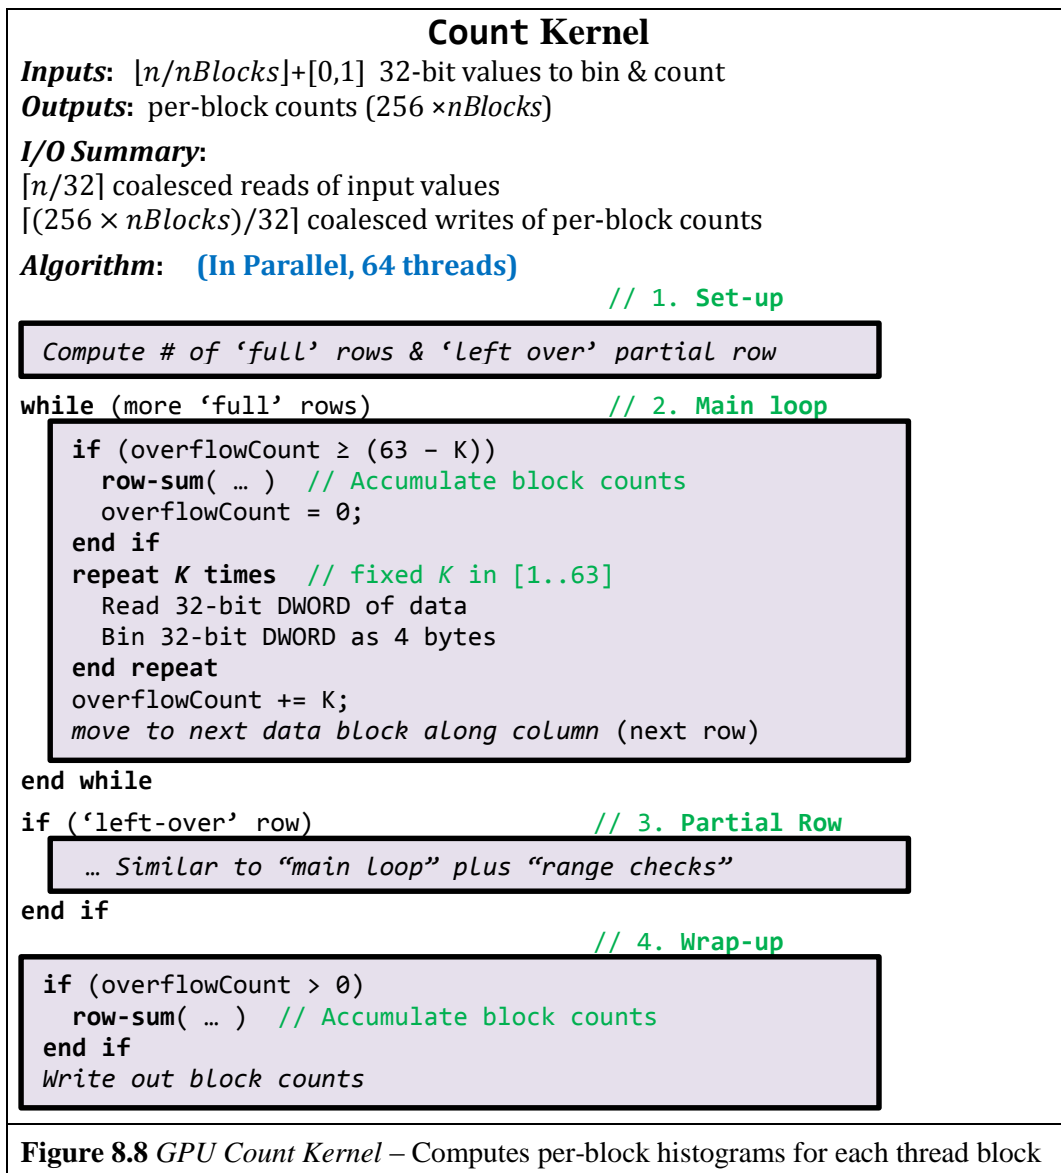 Count Kernel
Inputs: ⌊n/nBlocks⌋+[0,1] 32-bit values to bin & count
Outputs: per-block counts (256 ×nBlocks)
I/O Summary:
⌈n/32⌉ coalesced reads of input values
⌈(256 × nBlocks)/32⌉ coalesced writes of per-block counts
Algorithm: (In Parallel, 64 threads)
// 1. Set-up
Compute # of ‘full’ rows & ‘left over’ partial row
while (more ‘full’ rows) // 2. Main loop
if (overflowCount ≥ (63 – K))
row-sum( … ) // Accumulate block counts
overflowCount = 0;
end if
repeat K times // fixed K in [1..63]
Read 32-bit DWORD of data
Bin 32-bit DWORD as 4 bytes
end repeat
overflowCount += K;
move to next data block along column (next row)
end while
if (‘left-over’ row) // 3. Partial Row
… Similar to “main loop” plus “range checks”
end if
// 4. Wrap-up
if (overflowCount > 0)
row-sum( … ) // Accumulate block counts
end if
Write out block counts
Figure 8.8 GPU Count Kernel – Computes per-block histograms for each thread block